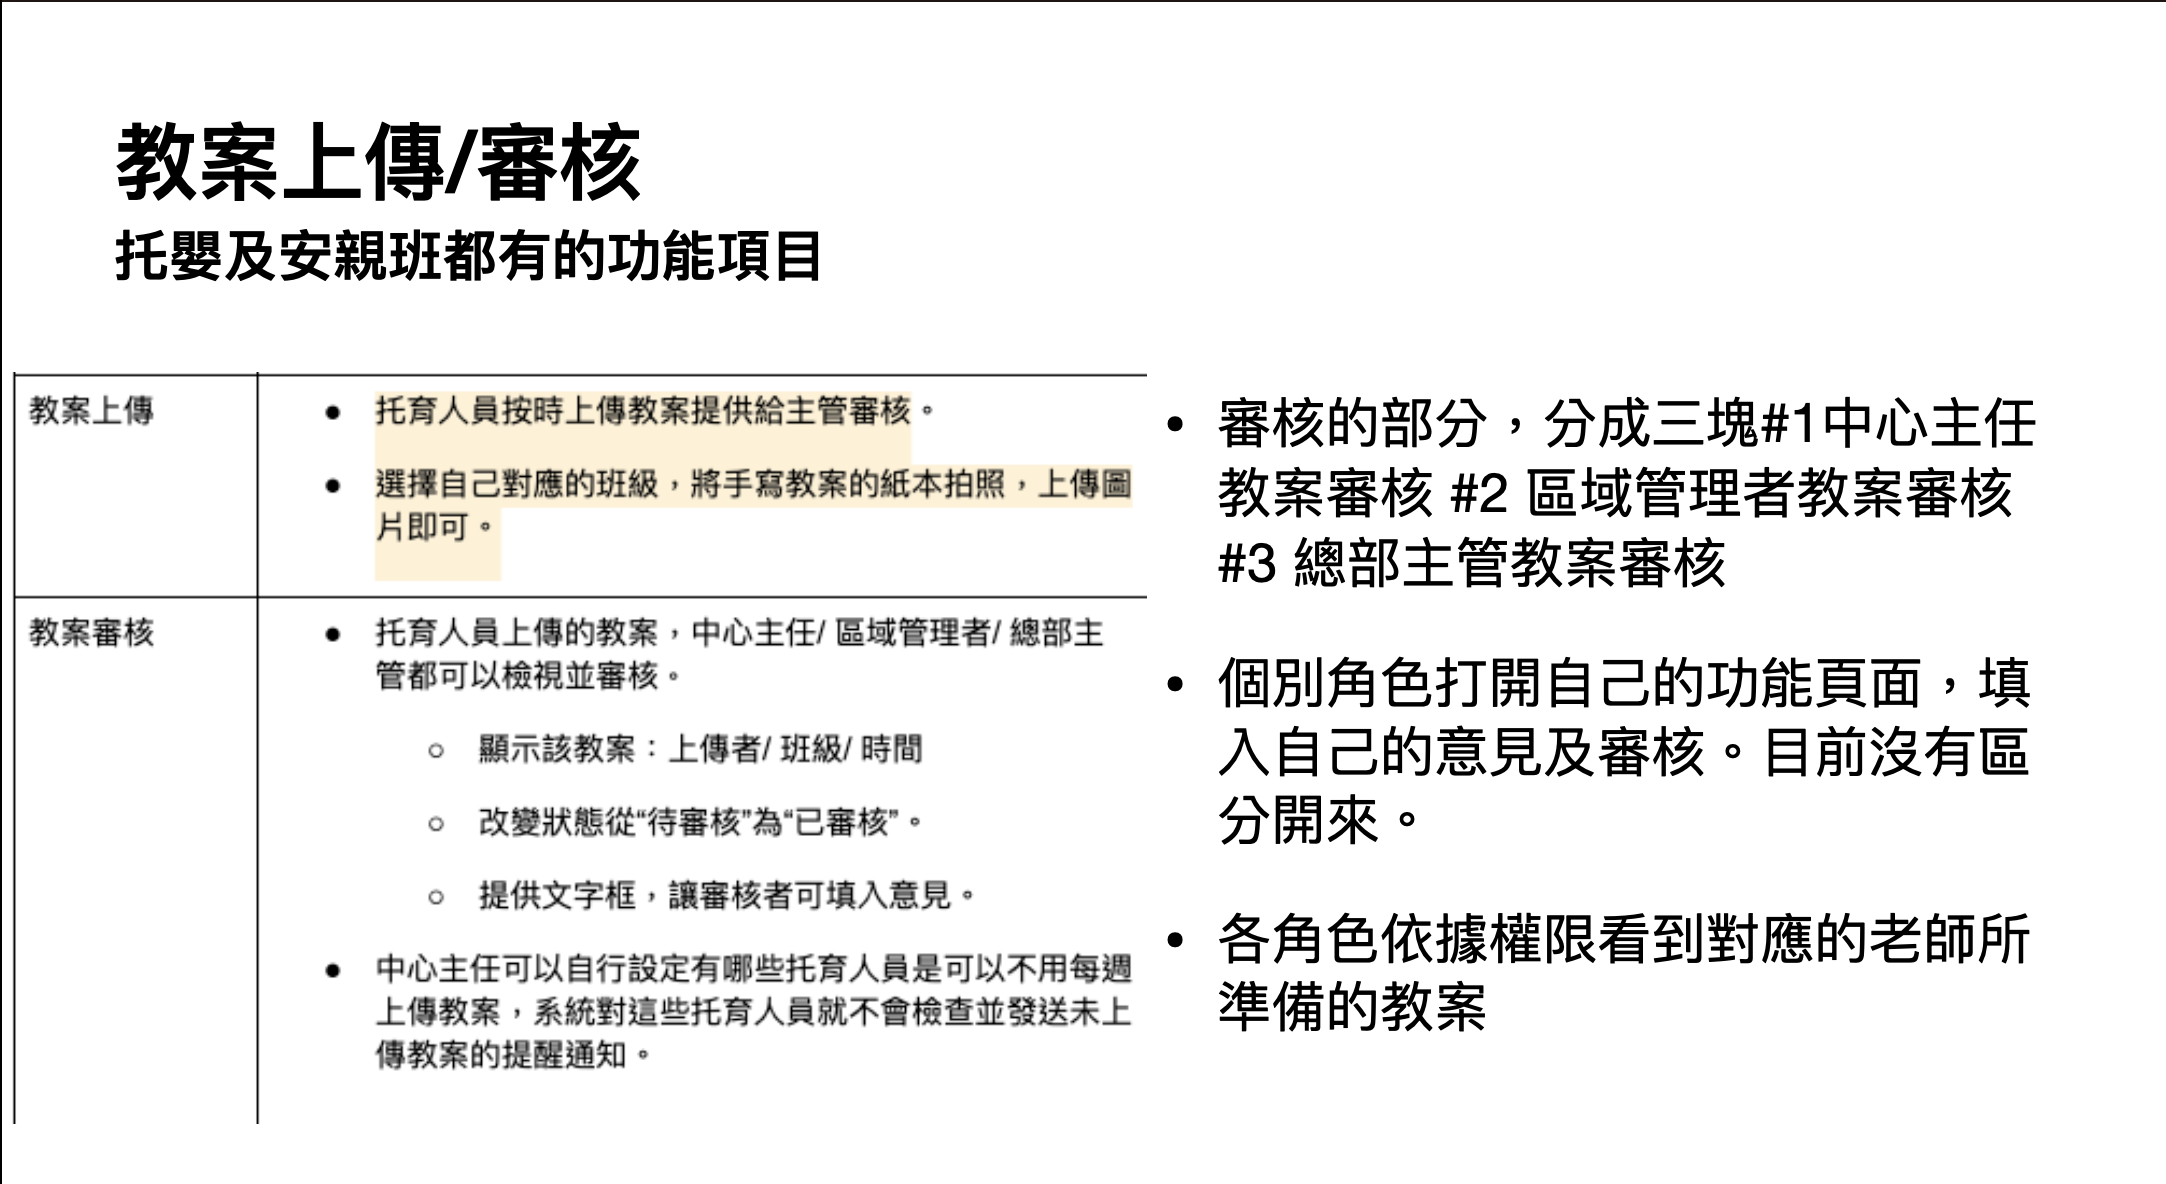 教案上傳/審核
托嬰及安親班都有的功能項目
教案上傳
● 托育人員按時上傳教案提供給主管審核。
● 選擇自己對應的班級，將手寫教案的紙本拍照，上傳圖
片即可。
教案審核
● 托育人員上傳的教案，中心主任/ 區域管理者/ 總部主
管都可以檢視並審核。
○ 顯示該教案：上傳者/ 班級/ 時間
○ 改變狀態從“待審核”為“已審核”。
○ 提供文字框，讓審核者可填入意見。
● 中心主任可以自行設定有哪些托育人員是可以不用每週
上傳教案，系統對這些托育人員就不會檢查並發送未上
傳教案的提醒通知。
• 審核的部分，分成三塊#1中心主任
教案審核 #2 區域管理者教案審核
#3 總部主管教案審核
• 個別角色打開自己的功能頁面，填
入自己的意見及審核。目前沒有區
分開來。
• 各角色依據權限看到對應的老師所
準備的教案